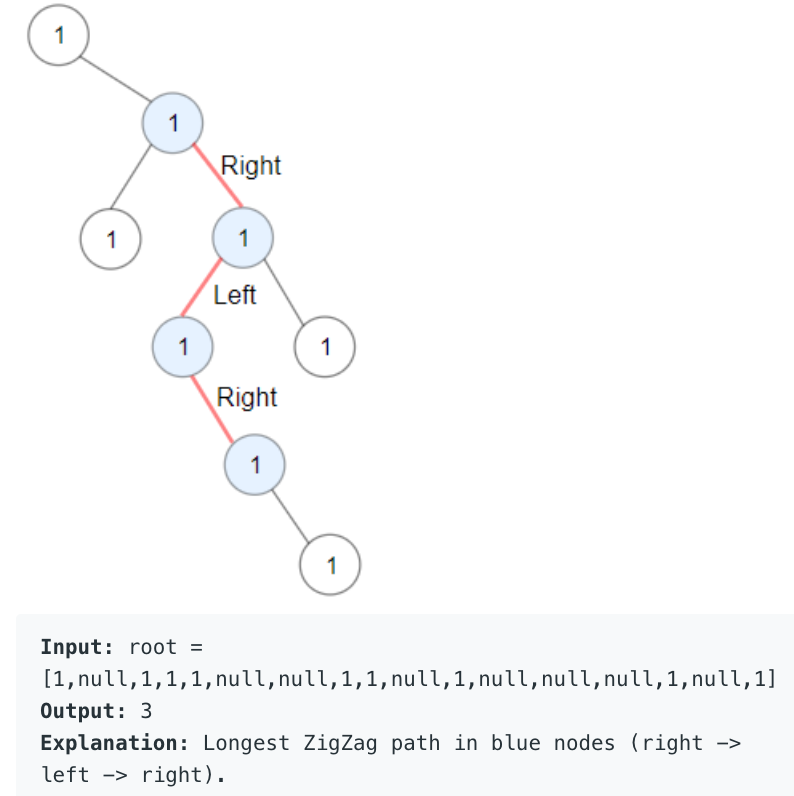 1
1
Right
1
1
Left
1
1
Right
1
1
Input: root =
[1,null,1,1,1,null,null,1,1,null,1,null,null,null,1,null,1]
Output: 3
Explanation: Longest ZigZag path in blue nodes (right ->
left -> right).